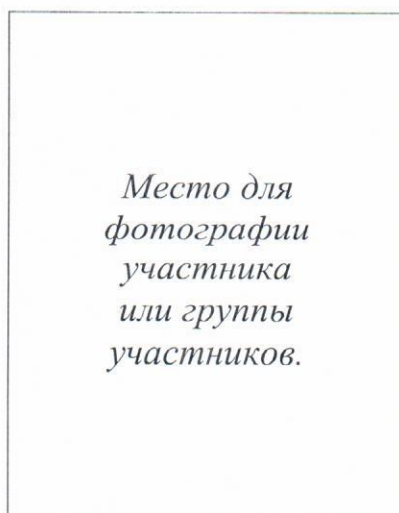 Место для
фотографии
участника
или группы
участников.